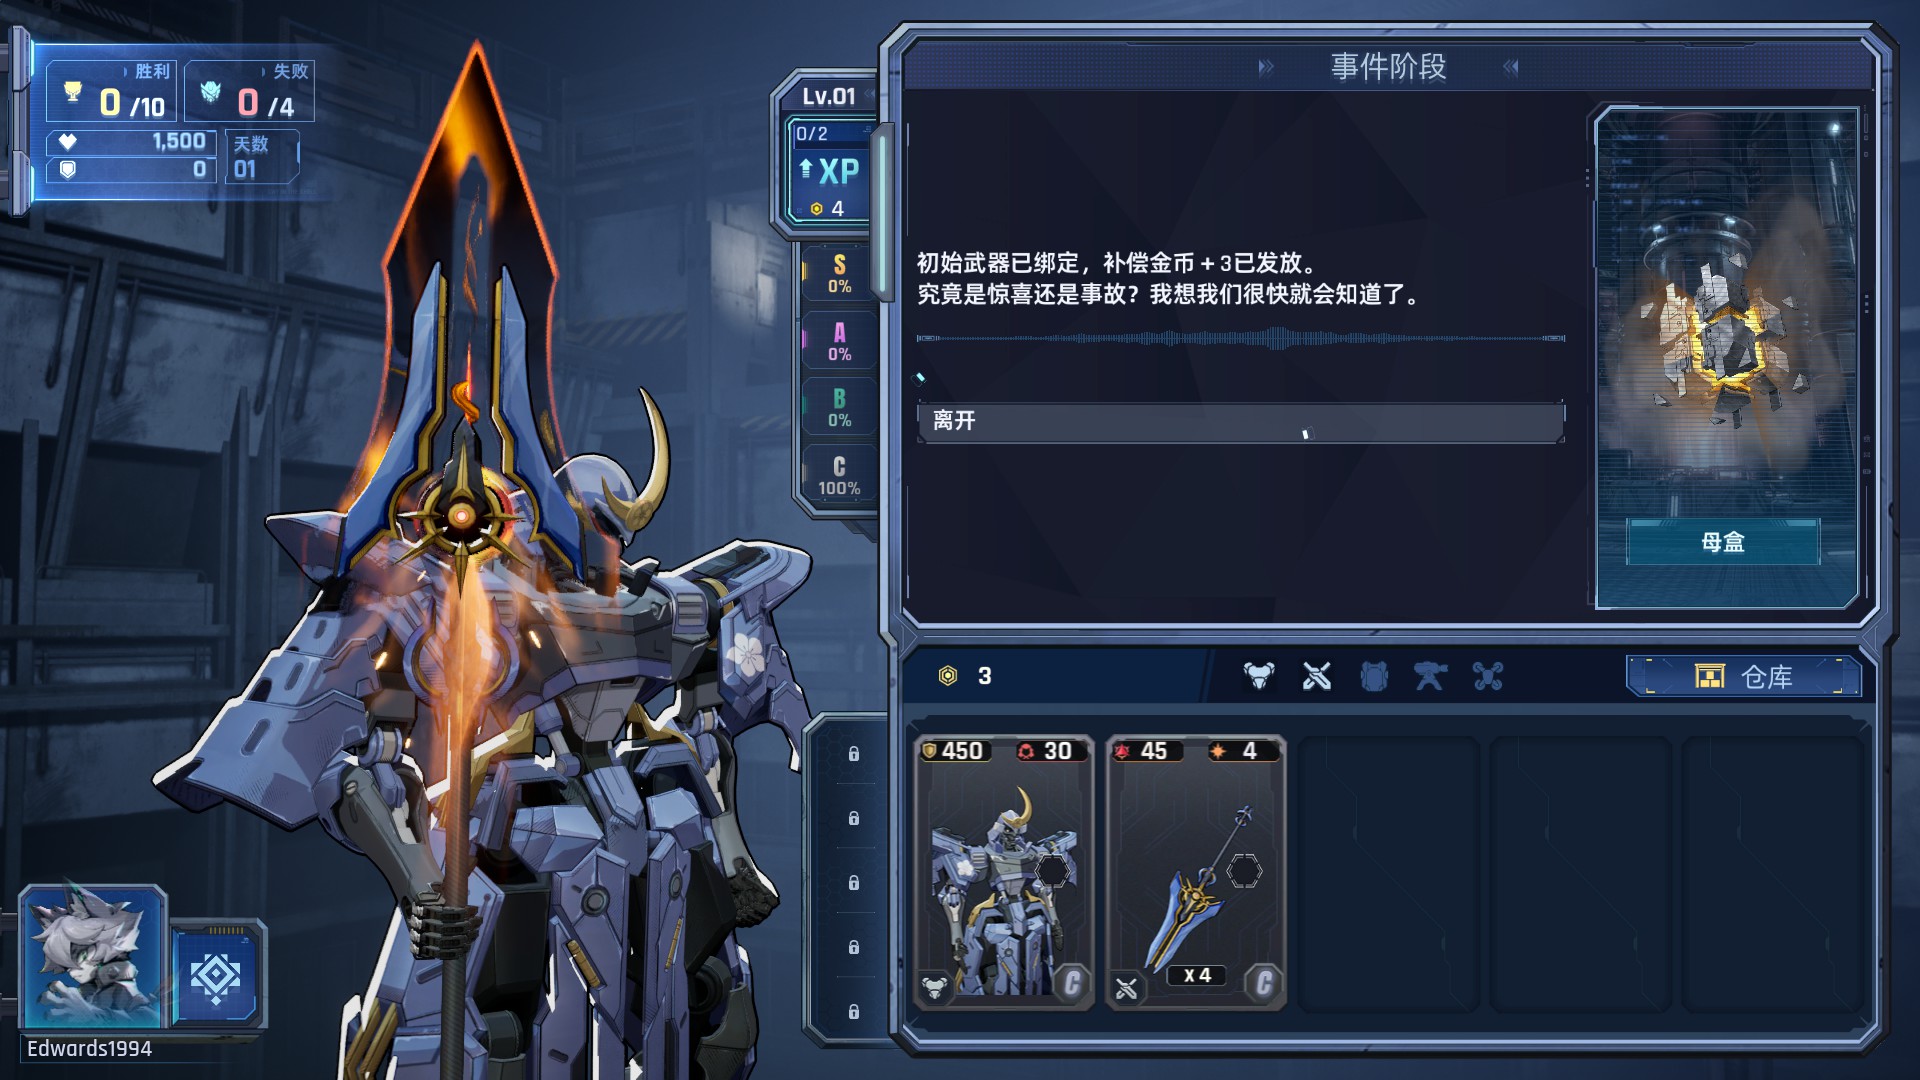 胜利
0 /10
失败
0 /4
1,500
0
天数
01
Lv.01
0/2
XP
4
S
0%
A
0%
B
0%
C
100%
事件阶段
初始武器已绑定，补偿金币+3已发放。
究竟是惊喜还是事故？我想我们很快就会知道了。
离开
母盒
3
仓库
450
30
C
45
4
x4
C
Edwards1994